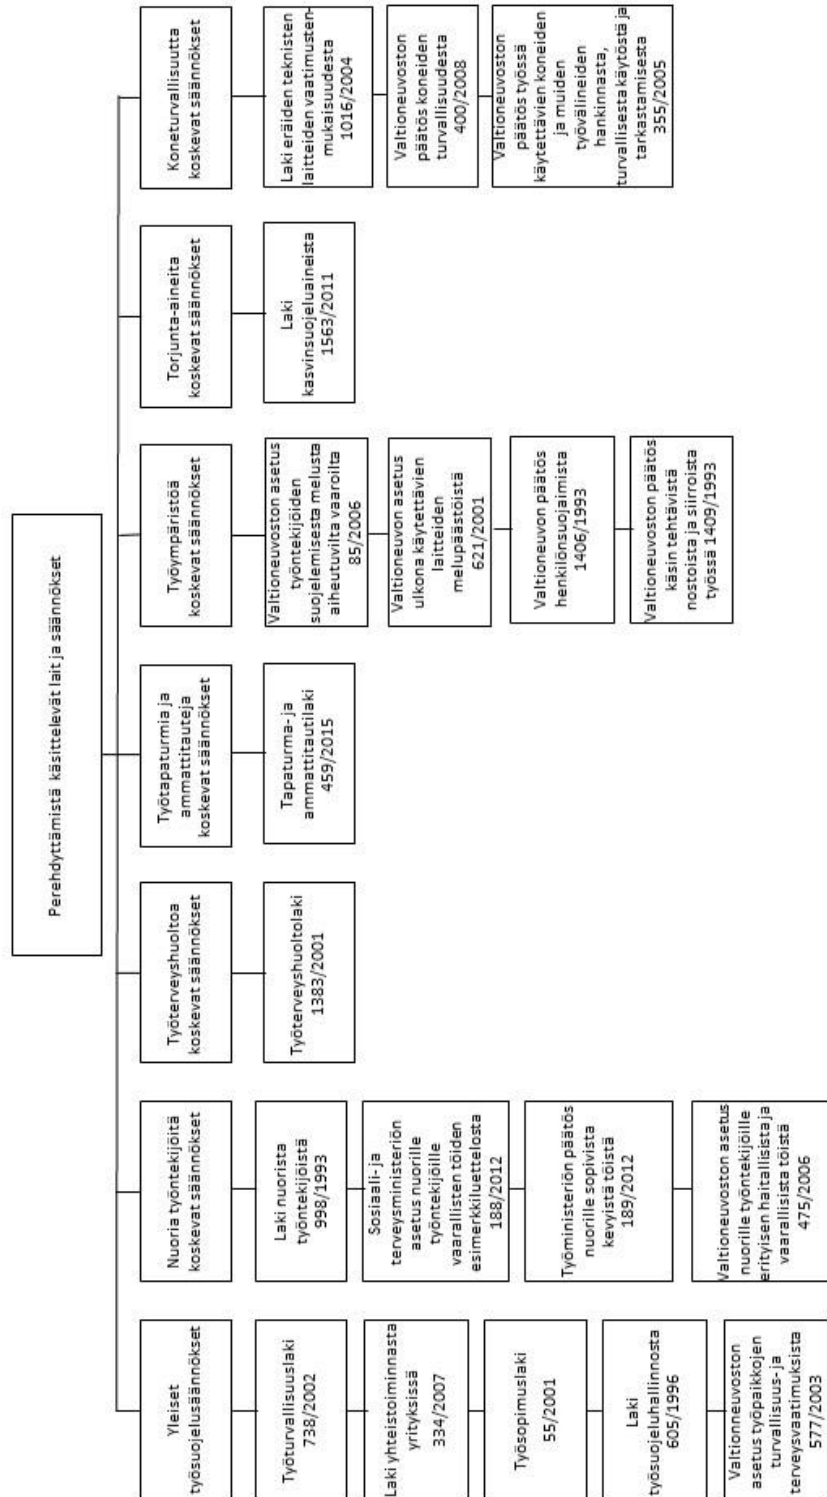 Perehdyttämistä käsittelevät lait ja säännökset
Yleiset
työsuojelusäännökset
Työturvallisuuslaki
738/2002
Laki yhteistoiminnasta
yrityksissä
334/2007
Työsopimuslaki
55/2001
Laki
työsuojeluhallinnosta
605/1996
Valtionneuvoston
asetus työpaikkojen
turvallisuus- ja
terveysvaatimuksista
577/2003
Nuoria työntekijöitä
koskevat säännökset
Laki nuorista
työntekijöistä
998/1993
Sosiaali- ja
terveysministeriön
asetus nuorille
työntekijöille
vaarallisten töiden
esimerkkiluettelosta
188/2012
Työministeriön päätös
nuorille sopivista
kevyistä töistä
189/2012
Valtioneuvoston asetus
nuorille työntekijöille
erityisen haitallisista ja
vaarallisista töistä
475/2006
Työterveyshuoltoa
koskevat säännökset
Työterveyshuoltolaki
1383/2001
Työtapaturmia ja
ammattitauteja
koskevat säännökset
Tapaturma- ja
ammattitautilaki
459/2015
Työympäristöä
koskevat säännökset
Valtioneuvoston asetus
työntekijöiden
suojelemisesta melusta
aiheutuvilta vaaroilta
85/2006
Valtioneuvon asetus
ulkona käytettävien
laitteiden
melupäästöistä
621/2001
Valtioneuvon päätös
henkilönsuojaimista
1406/1993
Valtioneuvoston päätös
käsin tehtävistä
nostoista ja siirroista
työssä 1409/1993
Torjunta-aineita
koskevat säännökset
Laki
kasvinsuojeluaineista
1563/2011
Koneturvallisuutta
koskevat säännökset
Laki eräiden teknisten
laitteiden vaatimusten-
mukaisuudesta
1016/2004
Valtioneuvoston
päätös koneiden
turvallisuudesta
400/2008
Valtioneuvoston
päätös työssä
käytettävien koneiden
ja muiden
työvälineiden
hankinnasta,
turvallisesta käytöstä ja
tarkastamisesta
355/2005